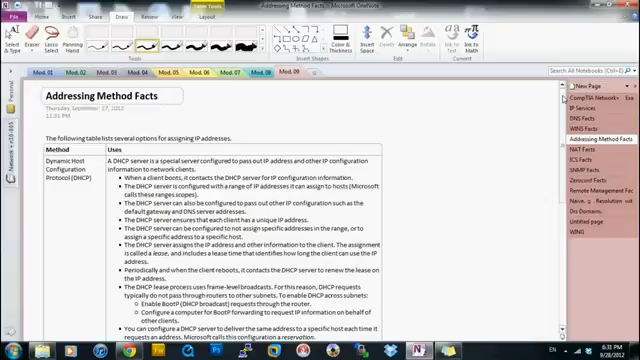 Addressing Method Facts - Microsoft OneNote
Table Tools
File Home Insert Share Draw History Review View Layout
Select & Type
Eraser
Lasso Select
Panning Hand
Color & Thickness
Insert Space
Delete
Arrange
Rotate
Ink to Text
Ink to Math
Tools
Insert Shapes
Edit
Convert
Mod. 01 Mod. 02 Mod. 03 Mod. 04 Mod. 05 Mod. 06 Mod. 07 Mod. 08 Mod. 09
Search All Notebooks (Ctrl+E)
Personal
Addressing Method Facts
Thursday, September 27, 2012
12:31 PM
The following table lists several options for assigning IP addresses.
Method Uses
Dynamic Host Configuration Protocol (DHCP)
A DHCP server is a special server configured to pass out IP address and other IP configuration
information to network clients.
• When a client boots, it contacts the DHCP server for IP configuration information.
• The DHCP server is configured with a range of IP addresses it can assign to hosts (Microsoft
calls these ranges scopes).
• The DHCP server can also be configured to pass out other IP configuration such as the
default gateway and DNS server addresses.
• The DHCP server ensures that each client has a unique IP address.
• The DHCP server can be configured to not assign specific addresses in the range, or to
assign a specific address to a specific host.
• The DHCP server assigns the IP address and other information to the client. The assignment
is called a lease, and includes a lease time that identifies how long the client can use the IP
address.
• Periodically and when the client reboots, it contacts the DHCP server to renew the lease on
the IP address.
• The DHCP lease process uses frame-level broadcasts. For this reason, DHCP requests
typically do not pass through routers to other subnets. To enable DHCP across subnets:
○ Enable BootP (DHCP broadcast) requests through the router.
○ Configure a computer for BootP forwarding to request IP information on behalf of
other clients.
• You can configure a DHCP server to deliver the same address to a specific host each time it
requests an address. Microsoft calls this configuration a reservation.
New Page
CompTIA Network+ Exa
IP Services
DNS Facts
WINS Facts
Addressing Method Facts
NAT Facts
ICS Facts
SNMP Facts
Zeroconf Facts
Remote Management Fac
Dns Domains,
Untitled page
WING
EN
6:31 PM
9/28/2012